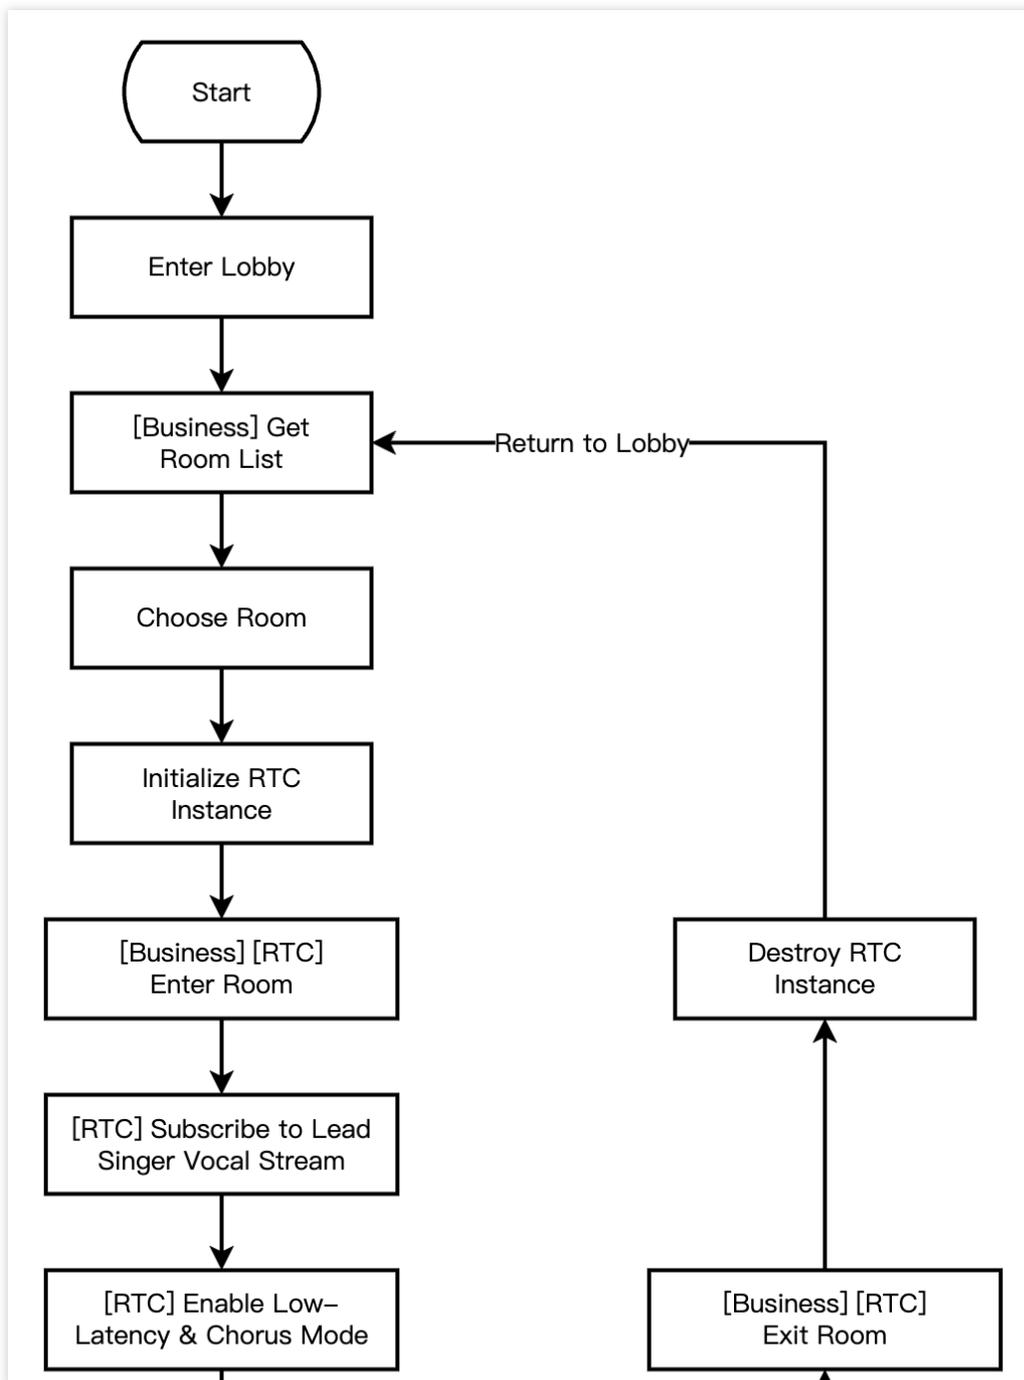 Start
Enter Lobby
[Business] Get
Room List
Return to Lobby
Choose Room
Initialize RTC
Instance
[Business] [RTC]
Enter Room
Destroy RTC
Instance
[RTC] Subscribe to Lead
Singer Vocal Stream
[RTC] Enable Low-
Latency & Chorus Mode
[Business] [RTC]
Exit Room